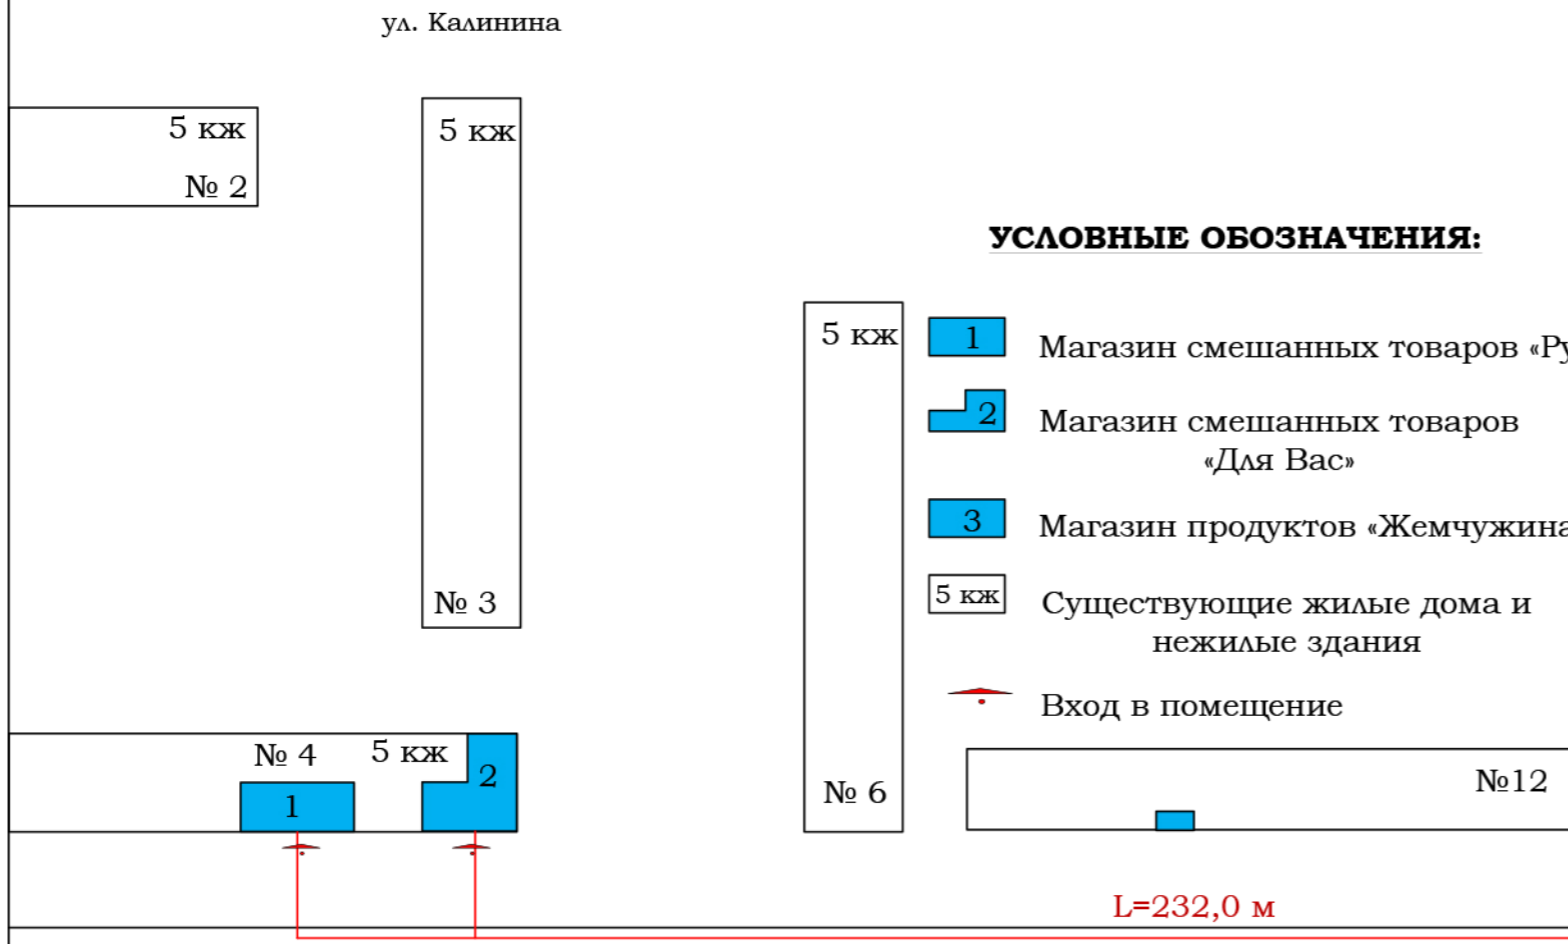 ул. Калинина
5 кж
№ 2
5 кж
№ 3
УСЛОВНЫЕ ОБОЗНАЧЕНИЯ:
5 кж
№ 6
1
Магазин смешанных товаров
2
Магазин смешанных товаров
«Для Вас»
3
Магазин продуктов «Жемчужина
5 кж
Существующие жилые дома и
нежилые здания
Вход в помещение
№ 4
5 кж
1
2
№12
L=232,0 м